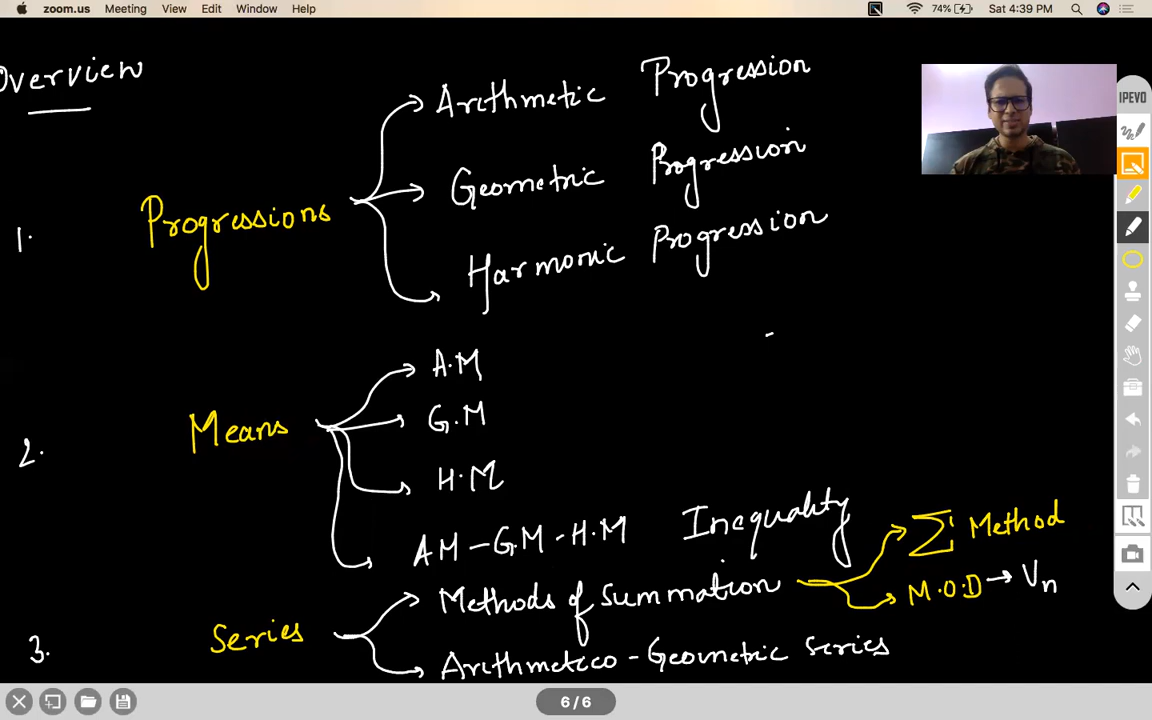 zoom.us Meeting View Edit Window Help 74% Sat 4:39 PM
Overview
IPEVO
1. Progressions
Arithmetic Progression
Geometric Progression
Harmonic Progression
2. Means
A.M
G.M
H.M
AM - G.M - H.M Inequality
3. Series
Methods of Summation
Σ Method
M.O.D → Vn
Arithmetico - Geometric Series
6/6